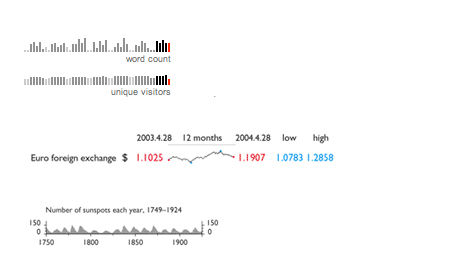 word count
unique visitors
2003.4.28 12 months 2004.4.28 low high
Euro foreign exchange $ 1.1025 1.1907 1.0783 1.2858
Number of sunspots each year, 1749–1924
150 150
0 0
1750 1800 1850 1900